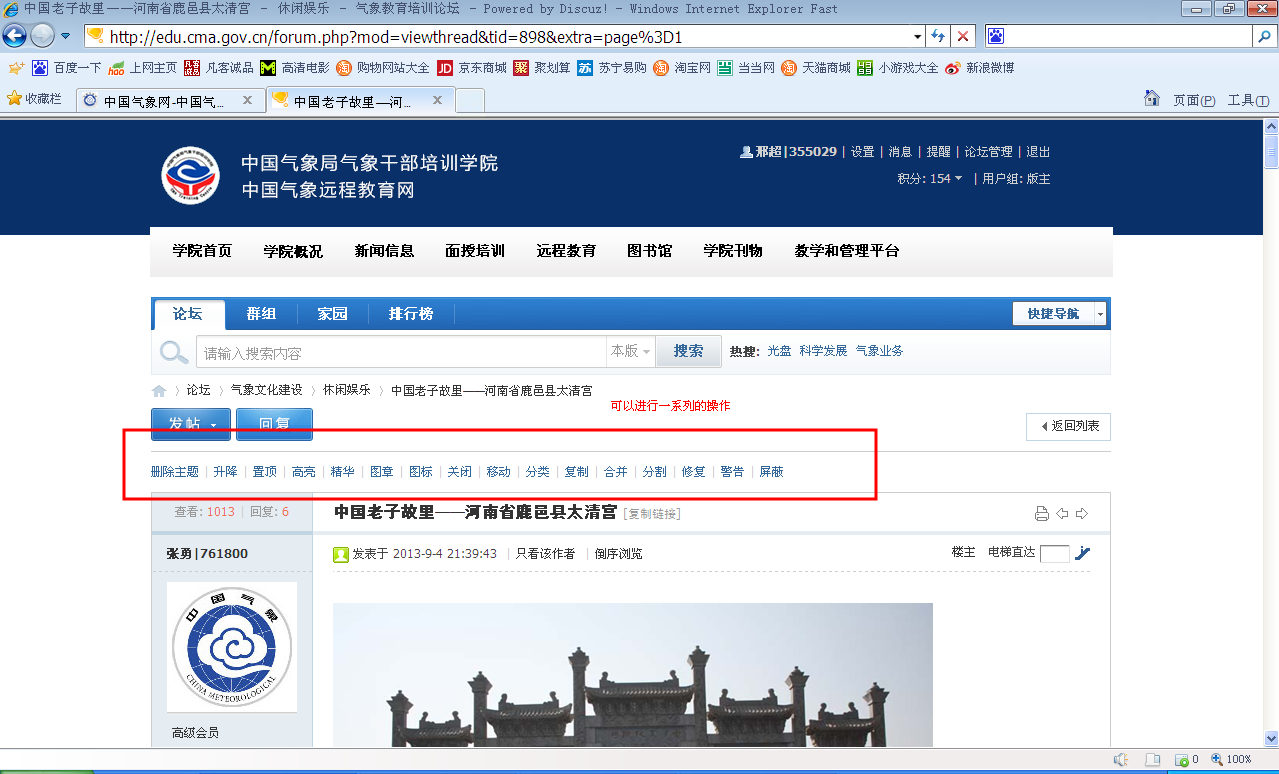 中国老子故里——河南省鹿邑县太清宫 - 休闲娱乐 - 气象教育培训论坛 - Powered by Discuz! - Windows Internet Explorer Fast
http://edu.cma.gov.cn/forum.php?mod=viewthread&tid=898&extra=page%3D1
百度一下 hao 上网主页 凡客诚品 M 高清电影 淘 购物网站大全 JD 京东商城 聚 聚划算 苏 苏宁易购 淘 淘宝网 当当网 淘 天猫商城 小游戏大全 新浪微博
收藏栏 中国气象网-中国气... 中国老子故里—河... 页面(P) 工具(T)
中国气象局气象干部培训学院
中国气象远程教育网
邢超|355029 | 设置 | 消息 | 提醒 | 论坛管理 | 退出
积分: 154 | 用户组: 版主
学院首页 学院概况 新闻信息 面授培训 远程教育 图书馆 学院刊物 教学和管理平台
论坛 群组 家园 排行榜 快捷导航
请输入搜索内容 本版 搜索 热搜: 光盘 科学发展 气象业务
论坛 气象文化建设 休闲娱乐 中国老子故里——河南省鹿邑县太清宫
可以进行一系列的操作
发帖 回复 返回列表
删除主题 | 升降 | 置顶 | 高亮 | 精华 | 图章 | 图标 | 关闭 | 移动 | 分类 | 复制 | 合并 | 分割 | 修复 | 警告 | 屏蔽
查看: 1013 | 回复: 6 中国老子故里——河南省鹿邑县太清宫 [复制链接]
张勇|761800 发表于 2013-9-4 21:39:43 | 只看该作者 | 倒序浏览 楼主 电梯直达
中国气象
CHINA METEOROLOGICAL
高级会员
0 100%